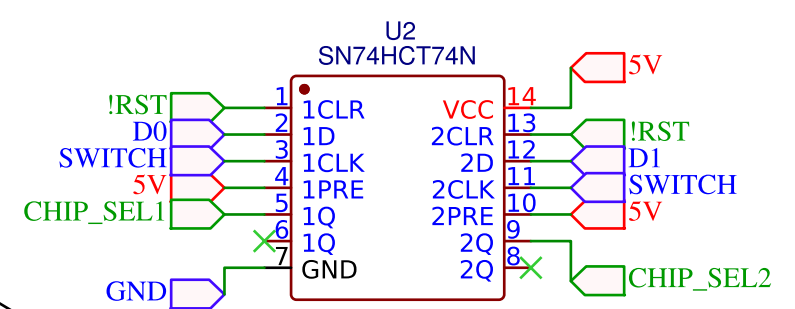 U2
SN74HCT74N
!RST 1 1CLR VCC 14 5V
D0 2 1D 2CLR 13 !RST
SWITCH 3 1CLK 2D 12 D1
5V 4 1PRE 2CLK 11 SWITCH
CHIP_SEL1 5 1Q 2PRE 10 5V
6 1Q 2Q 9 CHIP_SEL2
GND 7 GND 2Q 8